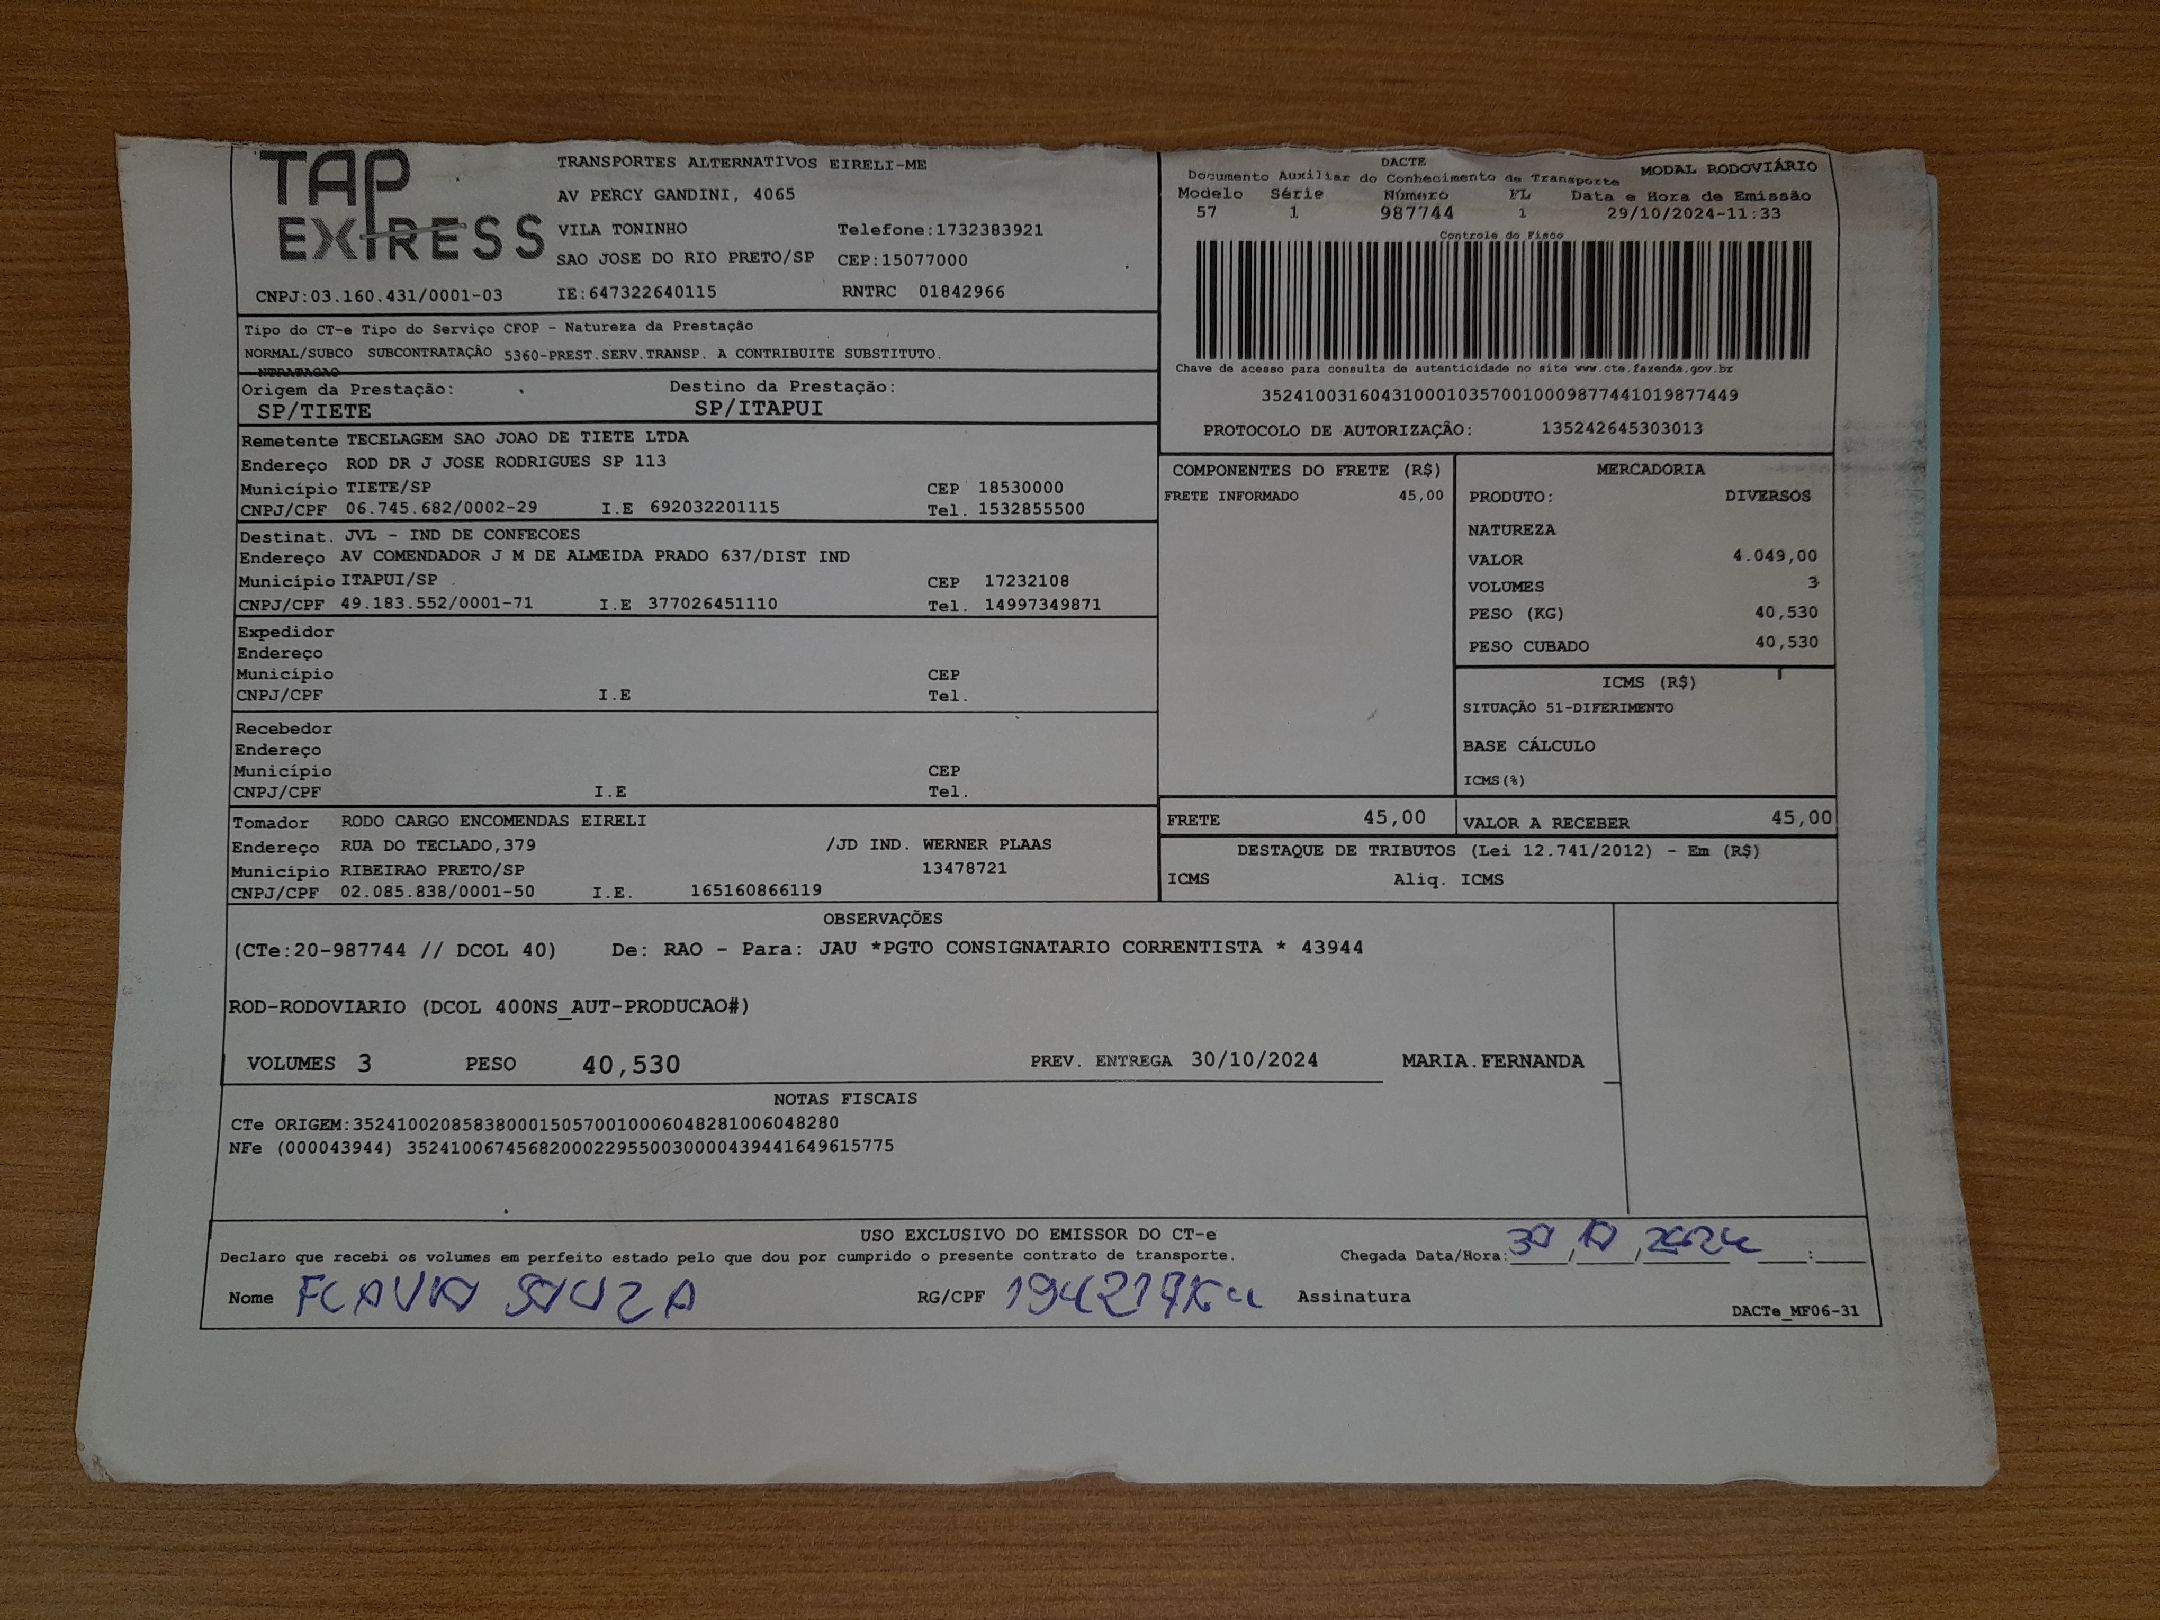 TAP
EXPRESS
TRANSPORTES ALTERNATIVOS EIRELI-ME
AV PERCY GANDINI, 4065
VILA TONINHO Telefone:1732383921
SAO JOSE DO RIO PRETO/SP CEP:15077000
CNPJ:03.160.431/0001-03 IE:647322640115 RNTRC 01842966
DACTE
Documento Auxiliar do Conhecimento de Transporte MODAL RODOVIÁRIO
Modelo Série Número FL Data e Hora de Emissão
57 1 987744 1 29/10/2024-11:33
Controle do Fisco
Chave de acesso para consulta de autenticidade no site www.cte.fazenda.gov.br
35241003160431000103570010009877441019877449
PROTOCOLO DE AUTORIZAÇÃO: 135242645303013
Tipo do CT-e Tipo do Serviço CFOP - Natureza da Prestação
NORMAL/SUBCO SUBCONTRATAÇÃO 5360-PREST.SERV.TRANSP. A CONTRIBUITE SUBSTITUTO.
NTRATACAO
Origem da Prestação: Destino da Prestação:
SP/TIETE SP/ITAPUI
Remetente TECELAGEM SAO JOAO DE TIETE LTDA
Endereço ROD DR J JOSE RODRIGUES SP 113
Município TIETE/SP CEP 18530000
CNPJ/CPF 06.745.682/0002-29 I.E 692032201115 Tel. 1532855500
Destinat. JVL - IND DE CONFECOES
Endereço AV COMENDADOR J M DE ALMEIDA PRADO 637/DIST IND
Município ITAPUI/SP CEP 17232108
CNPJ/CPF 49.183.552/0001-71 I.E 377026451110 Tel. 14997349871
Expedidor
Endereço
Município CEP
CNPJ/CPF I.E Tel.
Recebedor
Endereço
Município CEP
CNPJ/CPF I.E Tel.
Tomador RODO CARGO ENCOMENDAS EIRELI
Endereço RUA DO TECLADO,379 /JD IND. WERNER PLAAS
Município RIBEIRAO PRETO/SP 13478721
CNPJ/CPF 02.085.838/0001-50 I.E. 165160866119
COMPONENTES DO FRETE (R$)
FRETE INFORMADO 45,00
MERCADORIA
PRODUTO: DIVERSOS
NATUREZA
VALOR 4.049,00
VOLUMES 3
PESO (KG) 40,530
PESO CUBADO 40,530
ICMS (R$)
SITUAÇÃO 51-DIFERIMENTO
BASE CÁLCULO
ICMS(%)
FRETE 45,00 VALOR A RECEBER 45,00
DESTAQUE DE TRIBUTOS (Lei 12.741/2012) - Em (R$)
ICMS Aliq. ICMS
OBSERVAÇÕES
(CTe:20-987744 // DCOL 40) De: RAO - Para: JAU *PGTO CONSIGNATARIO CORRENTISTA * 43944
ROD-RODOVIARIO (DCOL 400NS_AUT-PRODUCAO#)
VOLUMES 3 PESO 40,530 PREV. ENTREGA 30/10/2024 MARIA.FERNANDA
NOTAS FISCAIS
CTe ORIGEM:35241002085838000150570010006048281006048280
NFe (000043944) 35241006745682000229550030000439441649615775
USO EXCLUSIVO DO EMISSOR DO CT-e
Declaro que recebi os volumes em perfeito estado pelo que dou por cumprido o presente contrato de transporte. Chegada Data/Hora: 30/10/2024 :
Nome FLAVIA SOUZA RG/CPF Assinatura
DACTe_MF06-31